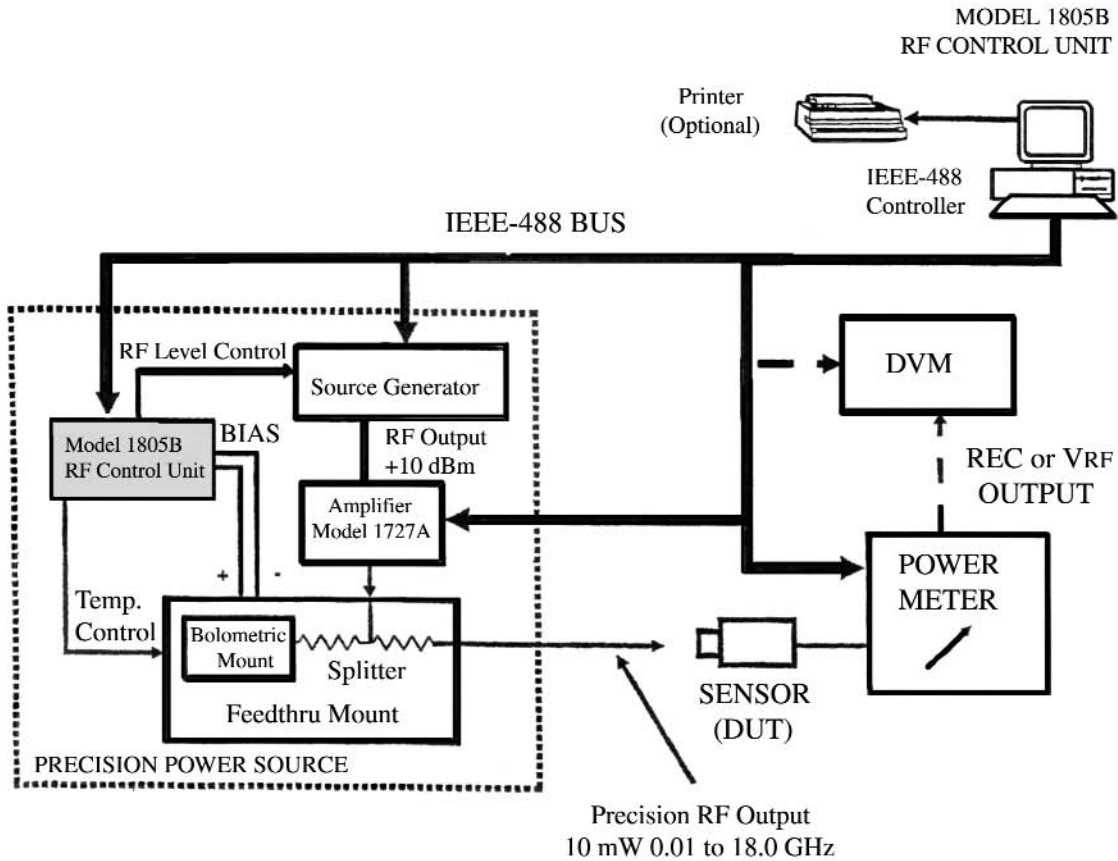 MODEL 1805B
RF CONTROL UNIT
Printer
(Optional)
IEEE-488
Controller
IEEE-488 BUS
RF Level Control
Source Generator
DVM
Model 1805B
RF Control Unit
BIAS
RF Output
+10 dBm
REC or VRF
OUTPUT
Amplifier
Model 1727A
+ -
POWER
METER
Temp.
Control
Bolometric
Mount
Splitter
Feedthru Mount
SENSOR
(DUT)
PRECISION POWER SOURCE
Precision RF Output
10 mW 0.01 to 18.0 GHz